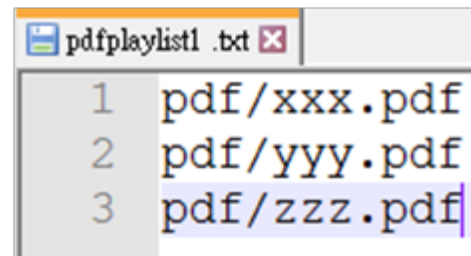 pdfplaylist1 .txt
1 pdf/xxx.pdf
2 pdf/yyy.pdf
3 pdf/zzz.pdf